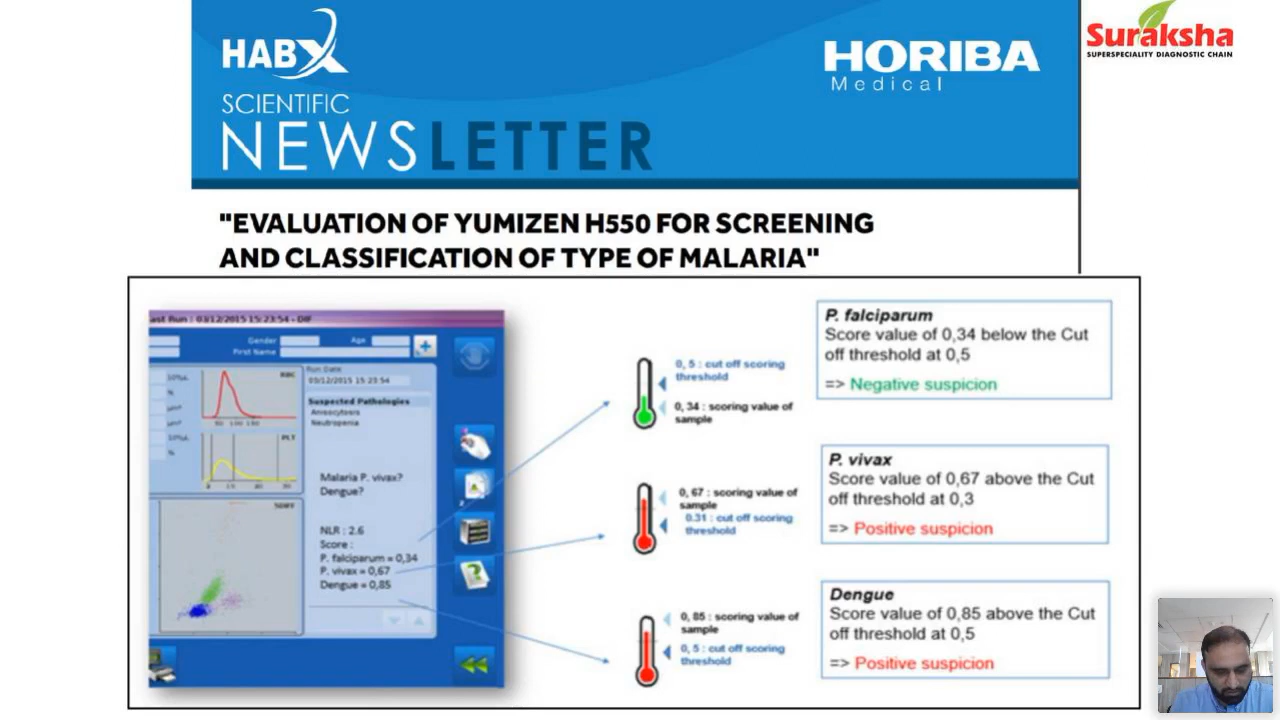 HABX
HORIBA
Medical
Suraksha
SUPERSPECIALITY DIAGNOSTIC CHAIN
SCIENTIFIC
NEWSLETTER
"EVALUATION OF YUMIZEN H550 FOR SCREENING
AND CLASSIFICATION OF TYPE OF MALARIA"
ast Run : 03/12/2015 15:23:54 - DIF
Gender
Age
First Name
Run Date
03/12/2015 15:23:54
RBC
PLT
Suspected Pathologies
Anisocytosis
Neutropenia
Malaria P. vivax?
Dengue?
NLR : 2.6
Score :
P. falciparum = 0,34
P. vivax = 0,67
Dengue = 0,85
0, 5 : cut off scoring
threshold
0, 34 : scoring value of
sample
P. falciparum
Score value of 0,34 below the Cut
off threshold at 0,5
=> Negative suspicion
0, 67 : scoring value of
sample
0.31 : cut off scoring
threshold
P. vivax
Score value of 0,67 above the Cut
off threshold at 0,3
=> Positive suspicion
0, 85 : scoring value of
sample
0, 5 : cut off scoring
threshold
Dengue
Score value of 0,85 above the Cut
off threshold at 0,5
=> Positive suspicion